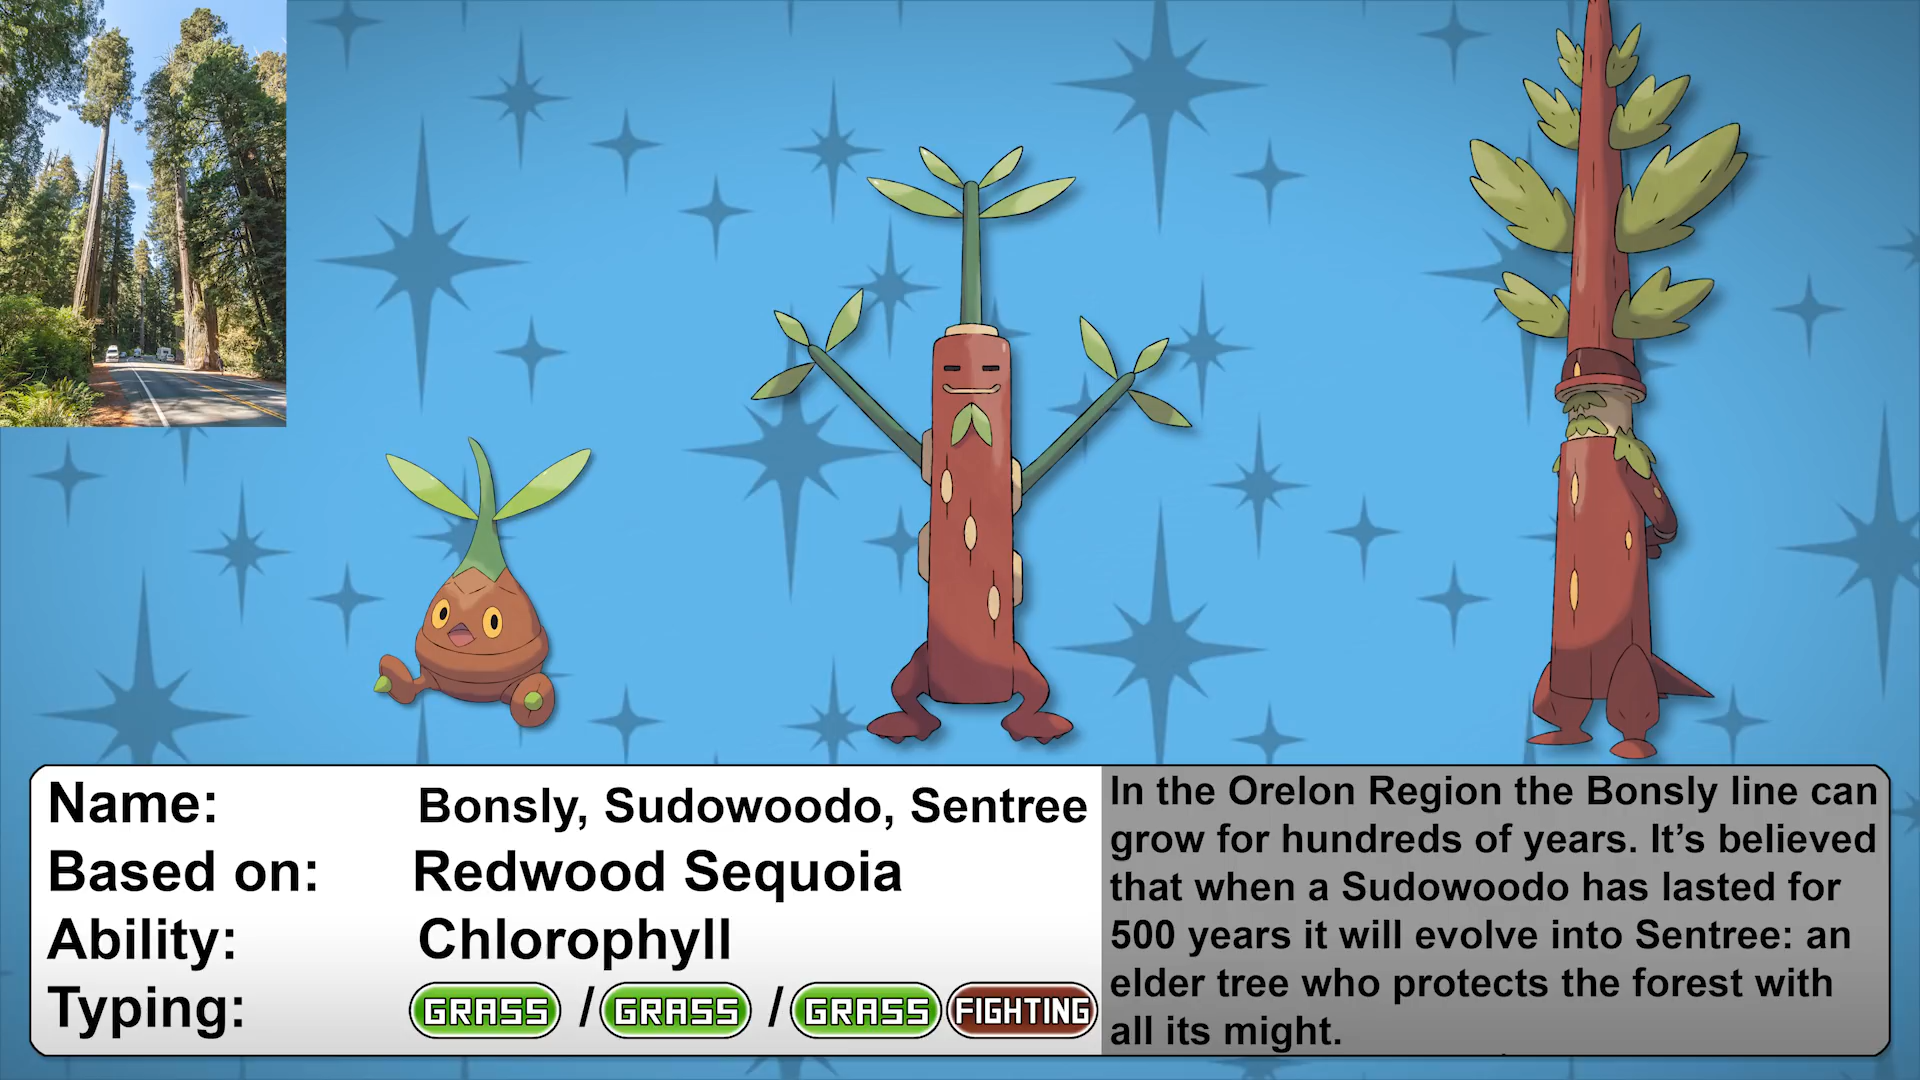 Name: Bonsly, Sudowoodo, Sentree
Based on: Redwood Sequoia
Ability: Chlorophyll
Typing: GRASS / GRASS / GRASS FIGHTING
In the Orelon Region the Bonsly line can
grow for hundreds of years. It's believed
that when a Sudowoodo has lasted for
500 years it will evolve into Sentree: an
elder tree who protects the forest with
all its might.